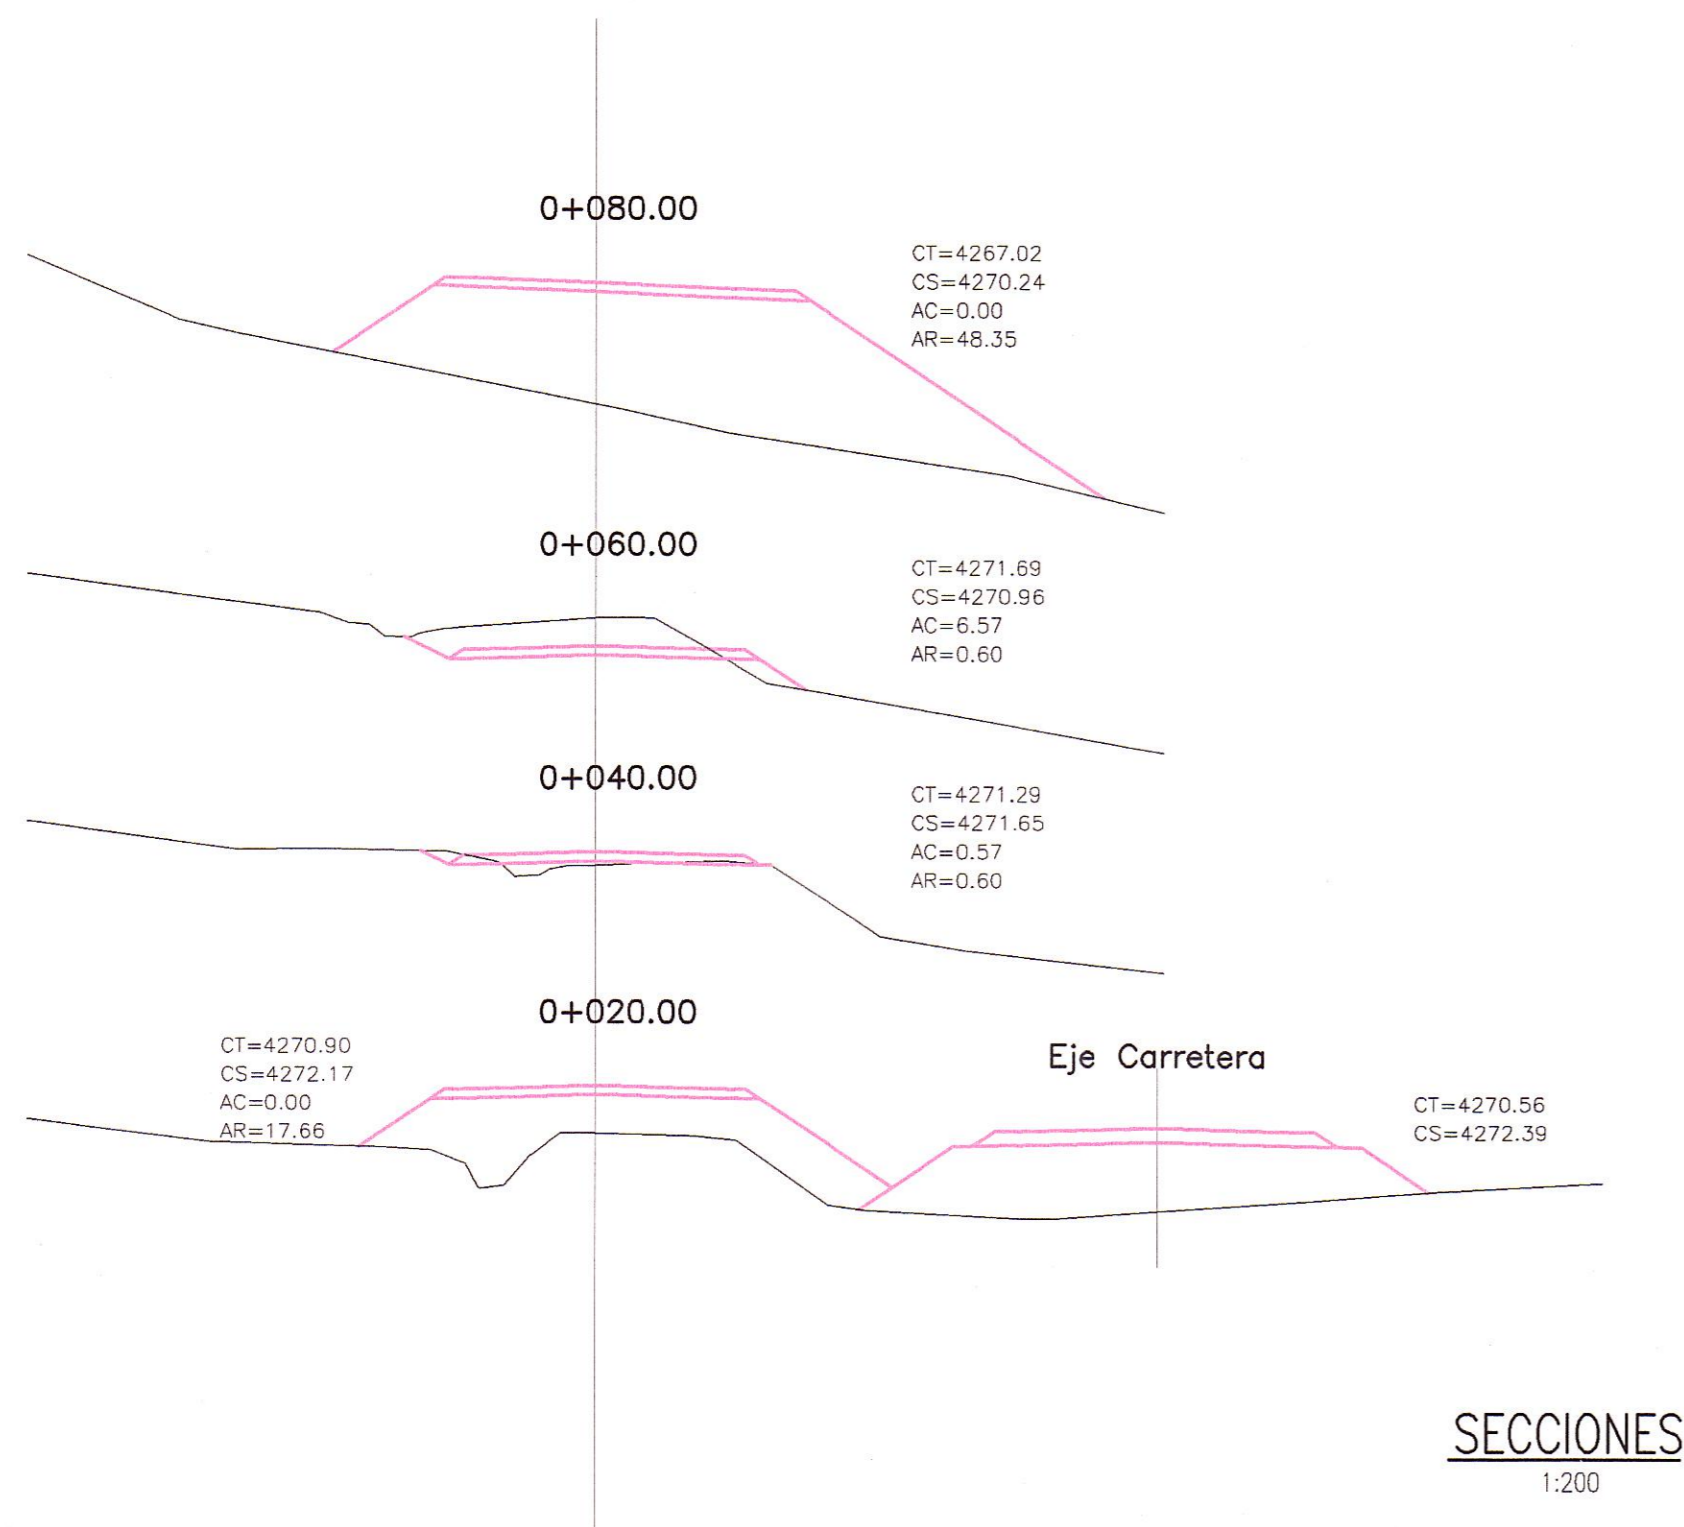 0+080.00
CT=4267.02
CS=4270.24
AC=0.00
AR=48.35
0+060.00
CT=4271.69
CS=4270.96
AC=6.57
AR=0.60
0+040.00
CT=4271.29
CS=4271.65
AC=0.57
AR=0.60
0+020.00
CT=4270.90
CS=4272.17
AC=0.00
AR=17.66
Eje Carretera
CT=4270.56
CS=4272.39
SECCIONES
1:200